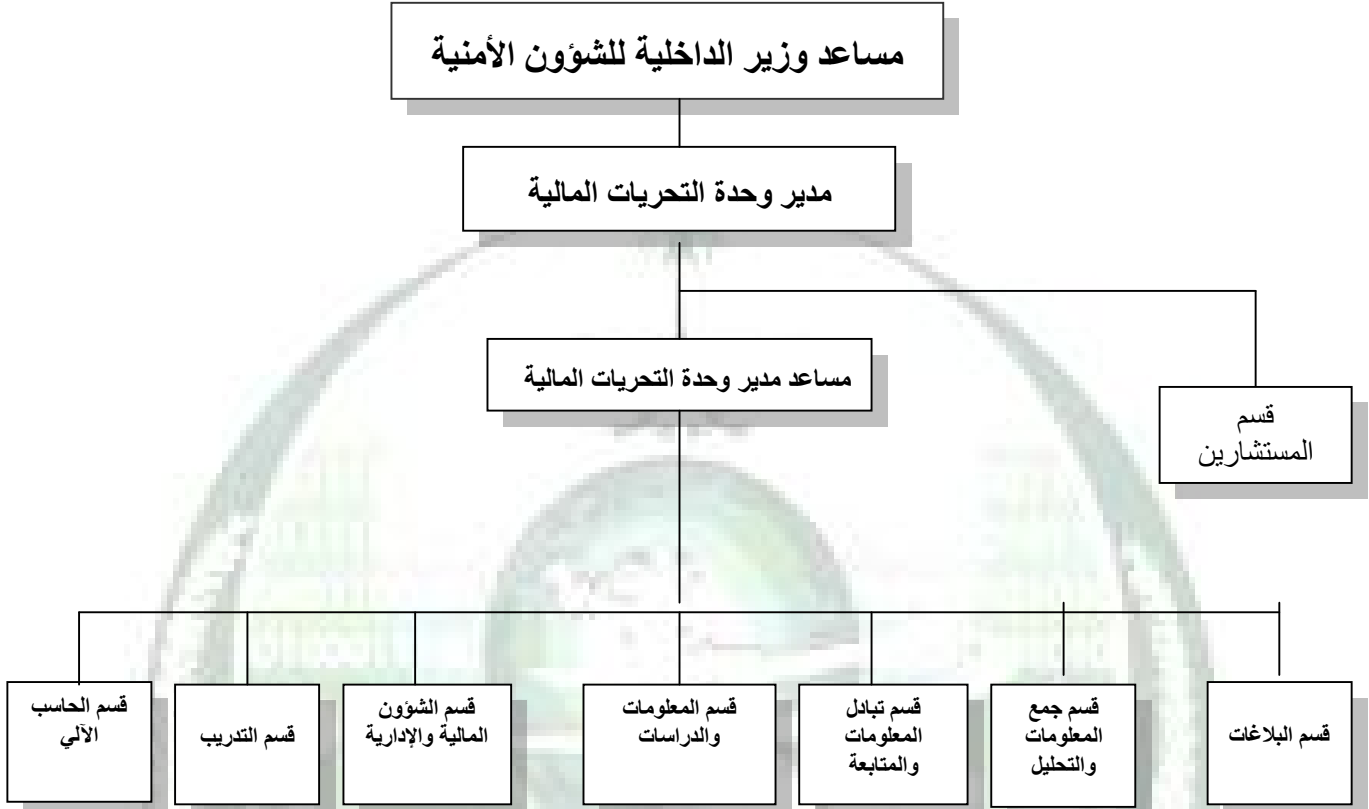 مساعد وزير الداخلية للشؤون الأمنية
مدير وحدة التحريات المالية
مساعد مدير وحدة التحريات المالية
قسم
المستشارين
قسم البلاغات
قسم جمع
المعلومات
والتحليل
قسم تبادل
المعلومات
والمتابعة
قسم المعلومات
والدراسات
قسم الشؤون
المالية والإدارية
قسم التدريب
قسم الحاسب
الآلي